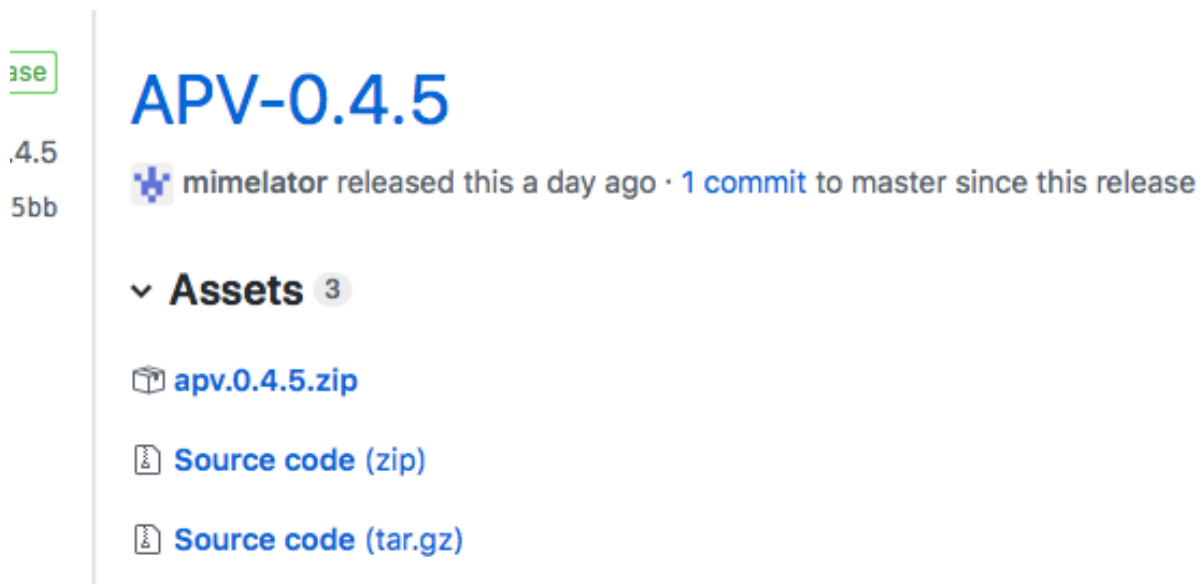 ase
.4.5
5bb
APV-0.4.5
mimelator released this a day ago · 1 commit to master since this release
Assets 3
apv.0.4.5.zip
Source code (zip)
Source code (tar.gz)